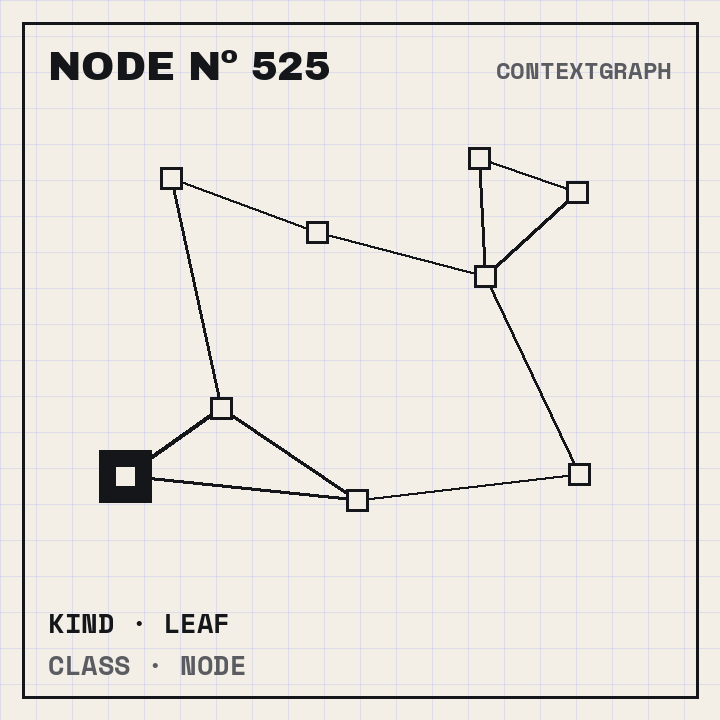 NODE Nº 525
CONTEXTGRAPH
KIND · LEAF
CLASS · NODE